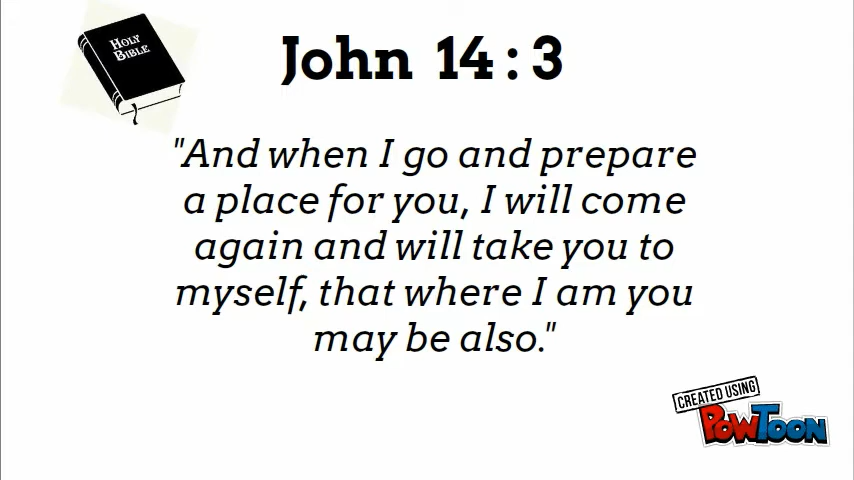 HOLY
BIBLE
John 14 : 3
"And when I go and prepare
a place for you, I will come
again and will take you to
myself, that where I am you
may be also."
CREATED USING
POWTOON